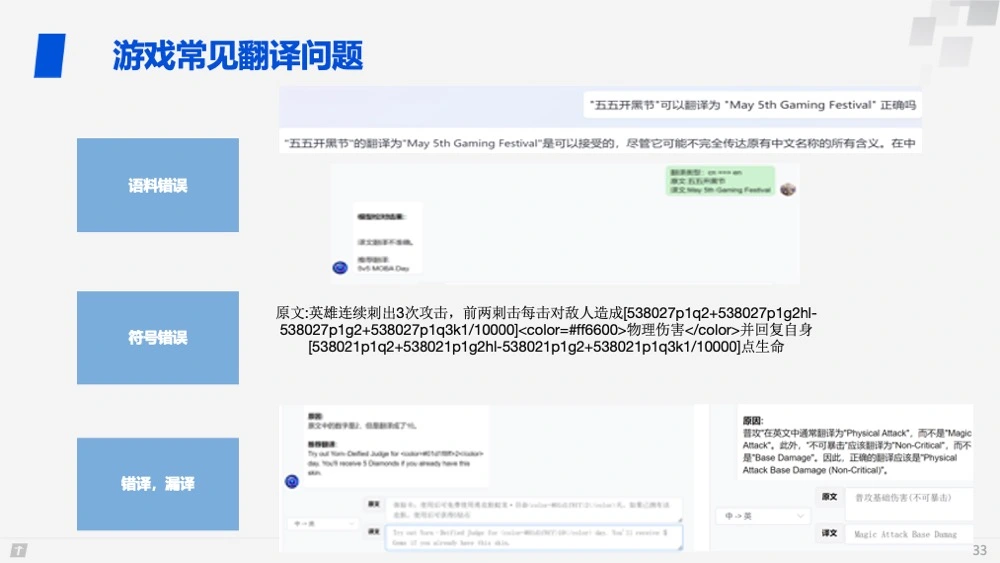 游戏常见翻译问题
"五五开黑节"可以翻译为 "May 5th Gaming Festival" 正确吗
"五五开黑节"的翻译为"May 5th Gaming Festival"是可以接受的，尽管它可能不完全传达原有中文名称的所有含义。在中
语料错误
翻译类型：cn ==> en
原文:五五开黑节
译文:May 5th Gaming Festival
模型校对结果:
译文翻译不准确。
推荐翻译:
5v5 MOBA Day
符号错误
原文:英雄连续刺出3次攻击，前两刺击每击对敌人造成[538027p1q2+538027p1g2hl-
538027p1g2+538027p1q3k1/10000]<color=#ff6600>物理伤害</color>并回复自身
[538021p1q2+538021p1g2hl-538021p1g2+538021p1q3k1/10000]点生命
错译，漏译
原因:
原文中的数字是2，但是翻译成了10。
推荐翻译:
Try out Yorn-Deified Judge for <color=#01d1f8ff>2</color>
day. You'll receive 5 Diamonds if you already have this
skin.
原文
中->英
译文
Try out Yorn-Deified Judge for
day. You'll receive 5
Gems if you already have this skin.
原因:
普攻"在英文中通常翻译为"Physical Attack"，而不是"Magic
Attack"。此外，"不可暴击"应该翻译为"Non-Critical"，而不
是"Base Damage"。因此，正确的翻译应该是"Physical
Attack Base Damage (Non-Critical)"。
原文
普攻基础伤害(不可暴击)
中->英
译文
Magic Attack Base Damag
T
33